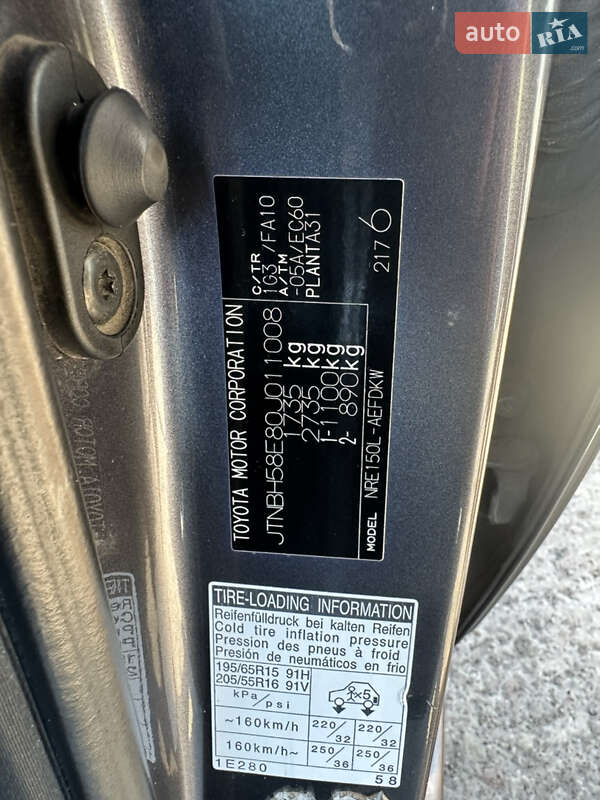 auto RIA
.com
TOYOTA MOTOR CORPORATION
JTNBH58E80J011008
1735 kg
2735 kg
1-1100kg
2- 890kg
MODEL NRE150L-AEFDKW
C/TR
1G3 /FA10
A/TM
-05A/EC60
PLANTA31
2176
TIRE-LOADING INFORMATION
Reifenfülldruck bei kalten Reifen
Cold tire inflation pressure
Pression des pneus à froid
Presión de neumáticos en frio
195/65R15 91H
205/55R16 91V
kPa/psi
×5
~160km/h 220/32 220/32
160km/h~ 250/36 250/36
1E280 58